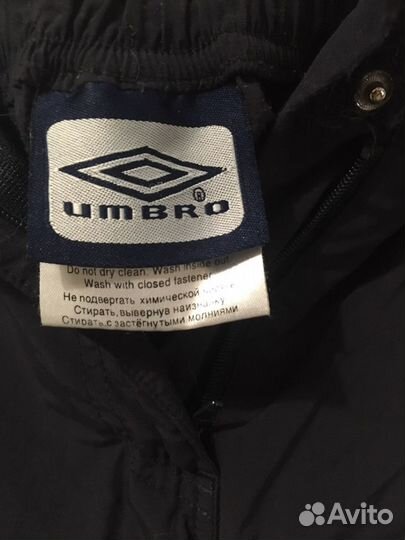 UMBRO
®
Do not dry clean. Wash inside out
Wash with closed fastener
Не подвергать химической
Стирать, вывернув наизнанку
Стирать с застёгнутыми молниями
Avito